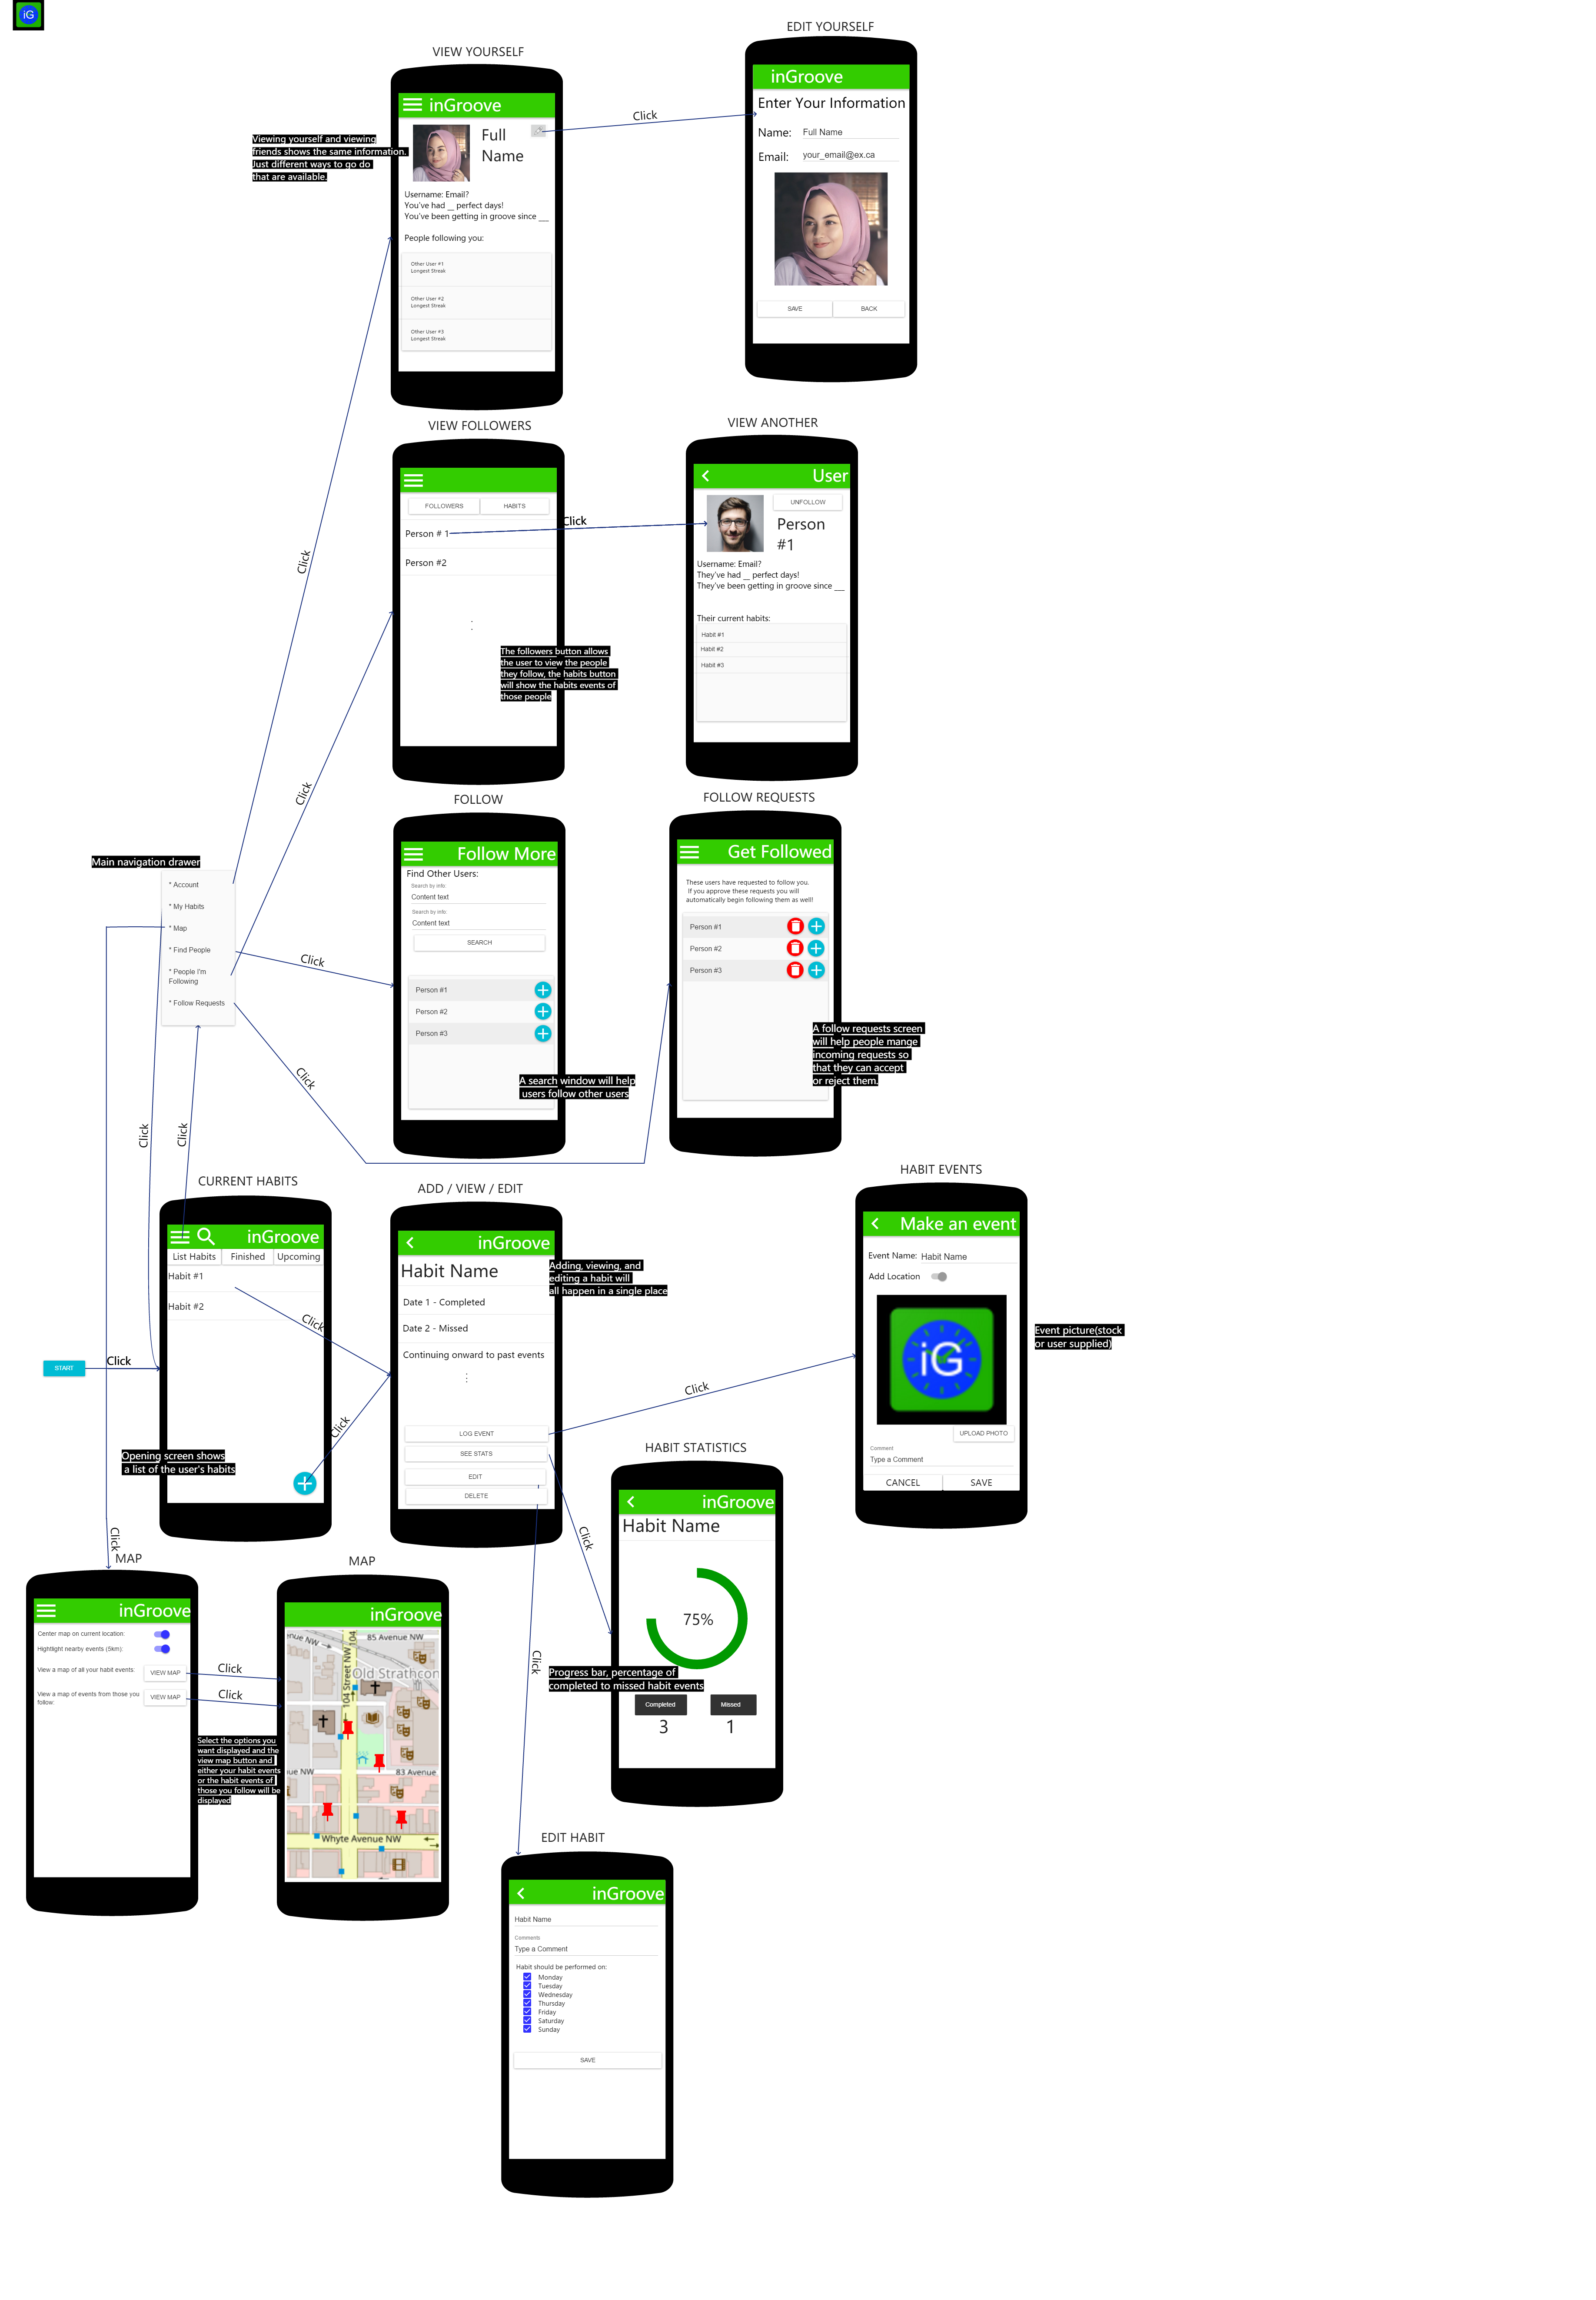 iG
EDIT YOURSELF
inGroove
Enter Your Information
Name: Full Name
Email: your_email@ex.ca
SAVE BACK
VIEW YOURSELF
inGroove
Full
Name
Username: Email?
You've had __ perfect days!
You've been getting in groove since ___
People following you:
Other User #1
Longest Streak
Other User #2
Longest Streak
Other User #3
Longest Streak
Click
Viewing yourself and viewing
friends shows the same information.
Just different ways to go do
that are available.
VIEW FOLLOWERS
FOLLOWERS HABITS
Person # 1
Person #2
:
Click
The followers button allows
the user to view the people
they follow, the habits button
will show the habits events of
those people
VIEW ANOTHER
User
UNFOLLOW
Person
#1
Username: Email?
They've had __ perfect days!
They've been getting in groove since ___
Their current habits:
Habit #1
Habit #2
Habit #3
Click
Click
FOLLOW
Follow More
Find Other Users:
Search by info:
Content text
Search by info:
Content text
SEARCH
Person #1
Person #2
Person #3
A search window will help
users follow other users
FOLLOW REQUESTS
Get Followed
These users have requested to follow you.
If you approve these requests you will
automatically begin following them as well!
Person #1
Person #2
Person #3
A follow requests screen
will help people mange
incoming requests so
that they can accept
or reject them.
Main navigation drawer
* Account
* My Habits
* Map
* Find People
* People I'm
Following
* Follow Requests
Click
Click
Click
Click
CURRENT HABITS
inGroove
List Habits Finished Upcoming
Habit #1
Habit #2
START
Click
Click
Click
Opening screen shows
a list of the user's habits
ADD / VIEW / EDIT
inGroove
Habit Name
Date 1 - Completed
Date 2 - Missed
Continuing onward to past events
:
LOG EVENT
SEE STATS
EDIT
DELETE
Adding, viewing, and
editing a habit will
all happen in a single place
Click
Click
Click
HABIT EVENTS
Make an event
Event Name: Habit Name
Add Location
iG
UPLOAD PHOTO
Comment
Type a Comment
CANCEL SAVE
Event picture(stock
or user supplied)
HABIT STATISTICS
inGroove
Habit Name
75%
Completed Missed
3 1
Progress bar, percentage of
completed to missed habit events
Click
MAP
inGroove
Center map on current location:
Hightlight nearby events (5km):
View a map of all your habit events: VIEW MAP
View a map of events from those you
follow: VIEW MAP
Click
Click
Select the options you
want displayed and the
view map button and
either your habit events
or the habit events of
those you follow will be
displayed
MAP
inGroove
nue NW
104
85 Avenue NW
104 Street NW
Old Strathcon
nue NW
83 Avenue
Whyte Avenue NW
EDIT HABIT
inGroove
Habit Name
Comments
Type a Comment
Habit should be performed on:
Monday
Tuesday
Wednesday
Thursday
Friday
Saturday
Sunday
SAVE